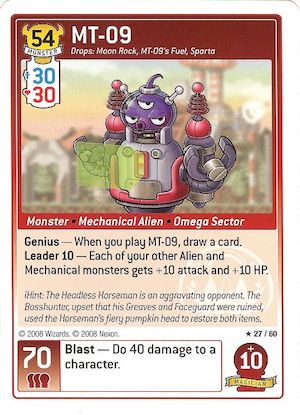 54
MONSTER
MT-09
Drops: Moon Rock, MT-09's Fuel, Sparta
30
30
Monster • Mechanical Alien • Omega Sector
Genius — When you play MT-09, draw a card.
Leader 10 — Each of your other Alien and
Mechanical monsters gets +10 attack and +10 HP.
iHint: The Headless Horseman is an aggravating opponent. The
Bosshunter, upset that his Greaves and Faceguard were ruined,
used the Horseman's fiery pumpkin head to restore both items.
© 2008 Wizards. © 2008 Nexon.
★ 27 / 60
70
Blast — Do 40 damage to a
character.
+
10
MAGICIAN